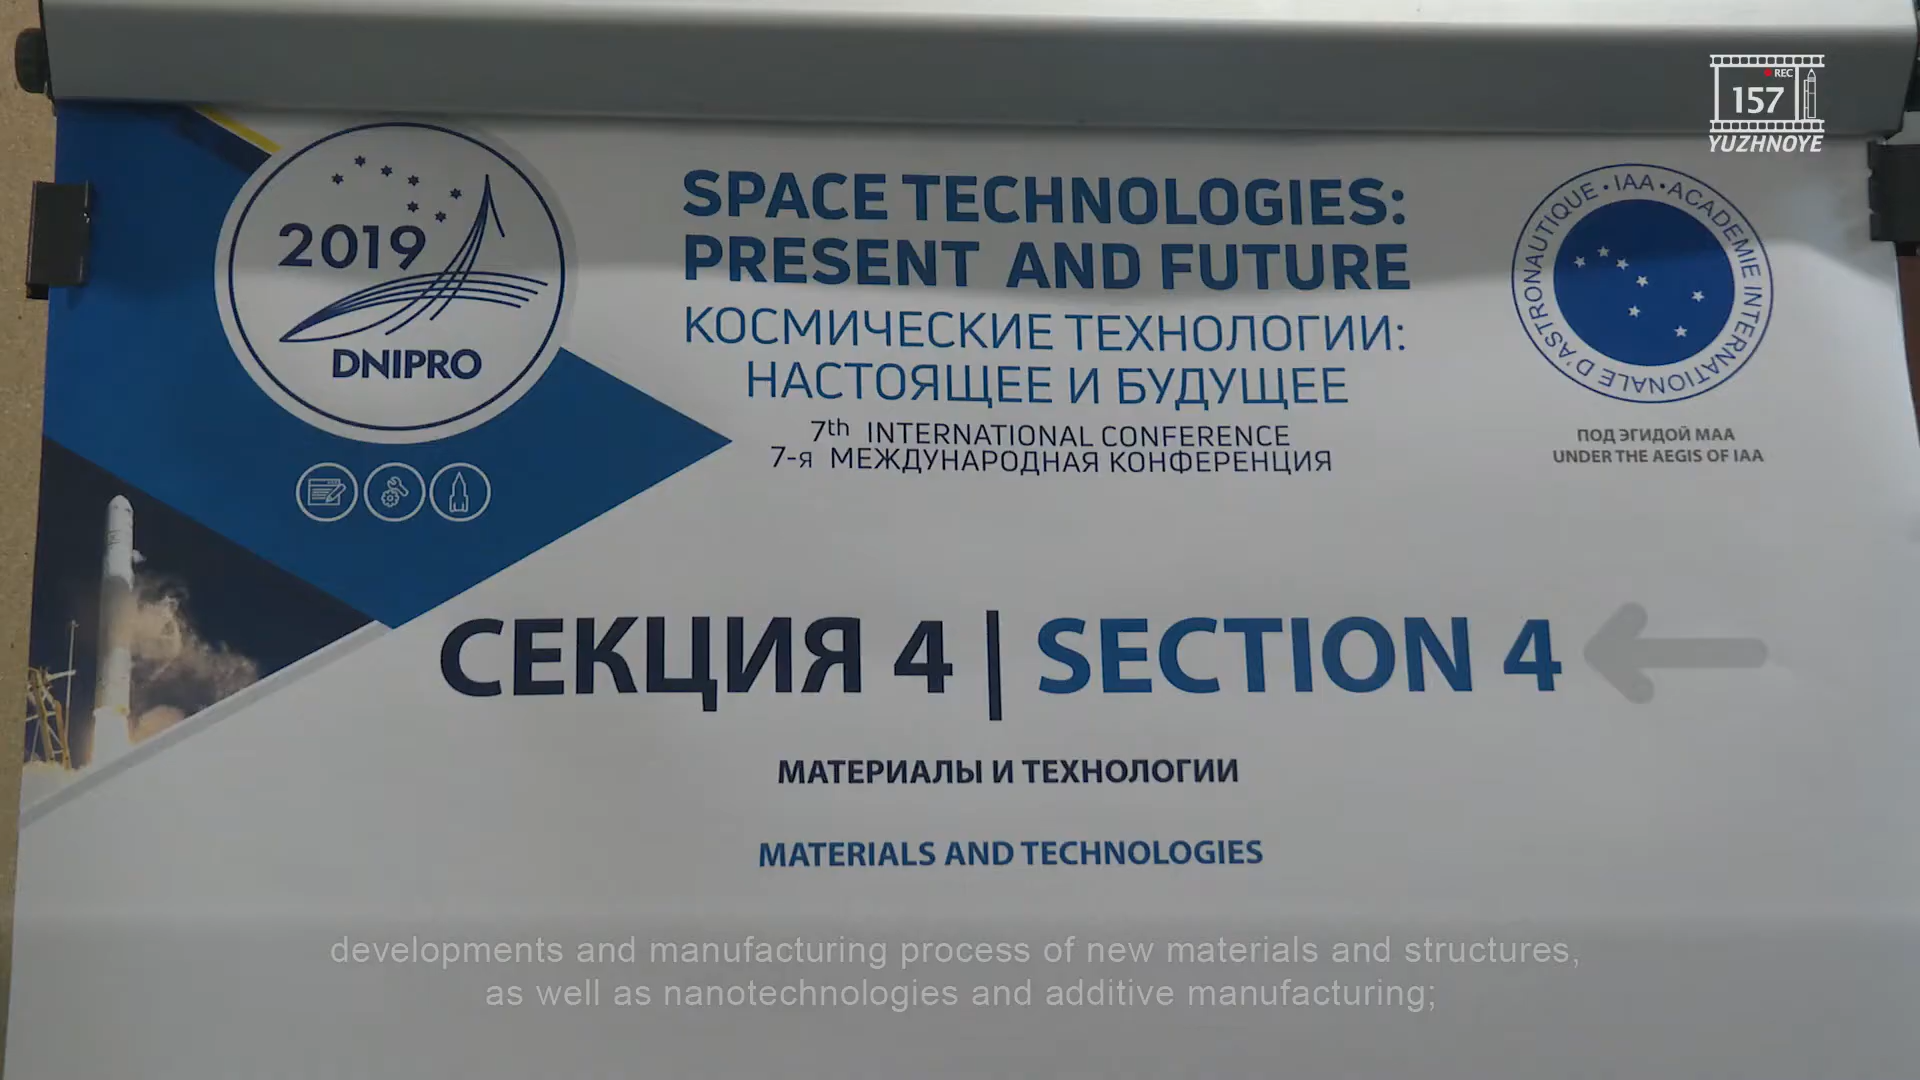 REC
157
YUZHNOYE
2019
DNIPRO
SPACE TECHNOLOGIES:
PRESENT AND FUTURE
КОСМИЧЕСКИЕ ТЕХНОЛОГИИ:
НАСТОЯЩЕЕ И БУДУЩЕЕ
7th INTERNATIONAL CONFERENCE
7-я МЕЖДУНАРОДНАЯ КОНФЕРЕНЦИЯ
IAA • ACADEMIE INTERNATIONALE D'ASTRONAUTIQUE •
ПОД ЭГИДОЙ МАА
UNDER THE AEGIS OF IAA
СЕКЦИЯ 4 | SECTION 4
МАТЕРИАЛЫ И ТЕХНОЛОГИИ
MATERIALS AND TECHNOLOGIES
developments and manufacturing process of new materials and structures,
as well as nanotechnologies and additive manufacturing;